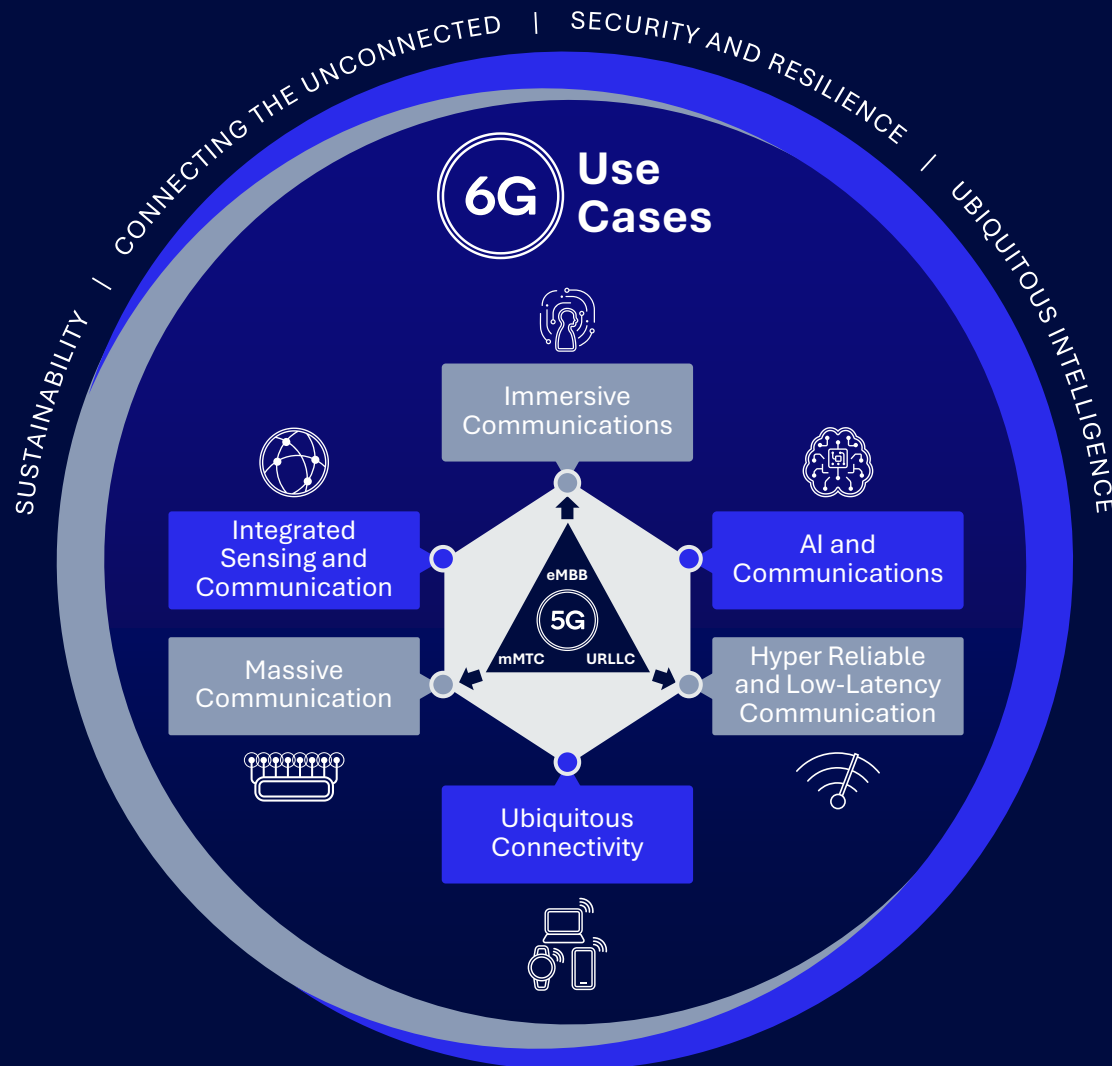 SUSTAINABILITY | CONNECTING THE UNCONNECTED | SECURITY AND RESILIENCE | UBIQUITOUS INTELLIGENCE
6G
Use
Cases
Immersive
Communications
Integrated
Sensing and
Communication
AI and
Communications
eMBB
5G
mMTC
URLLC
Massive
Communication
Hyper Reliable
and Low-Latency
Communication
Ubiquitous
Connectivity